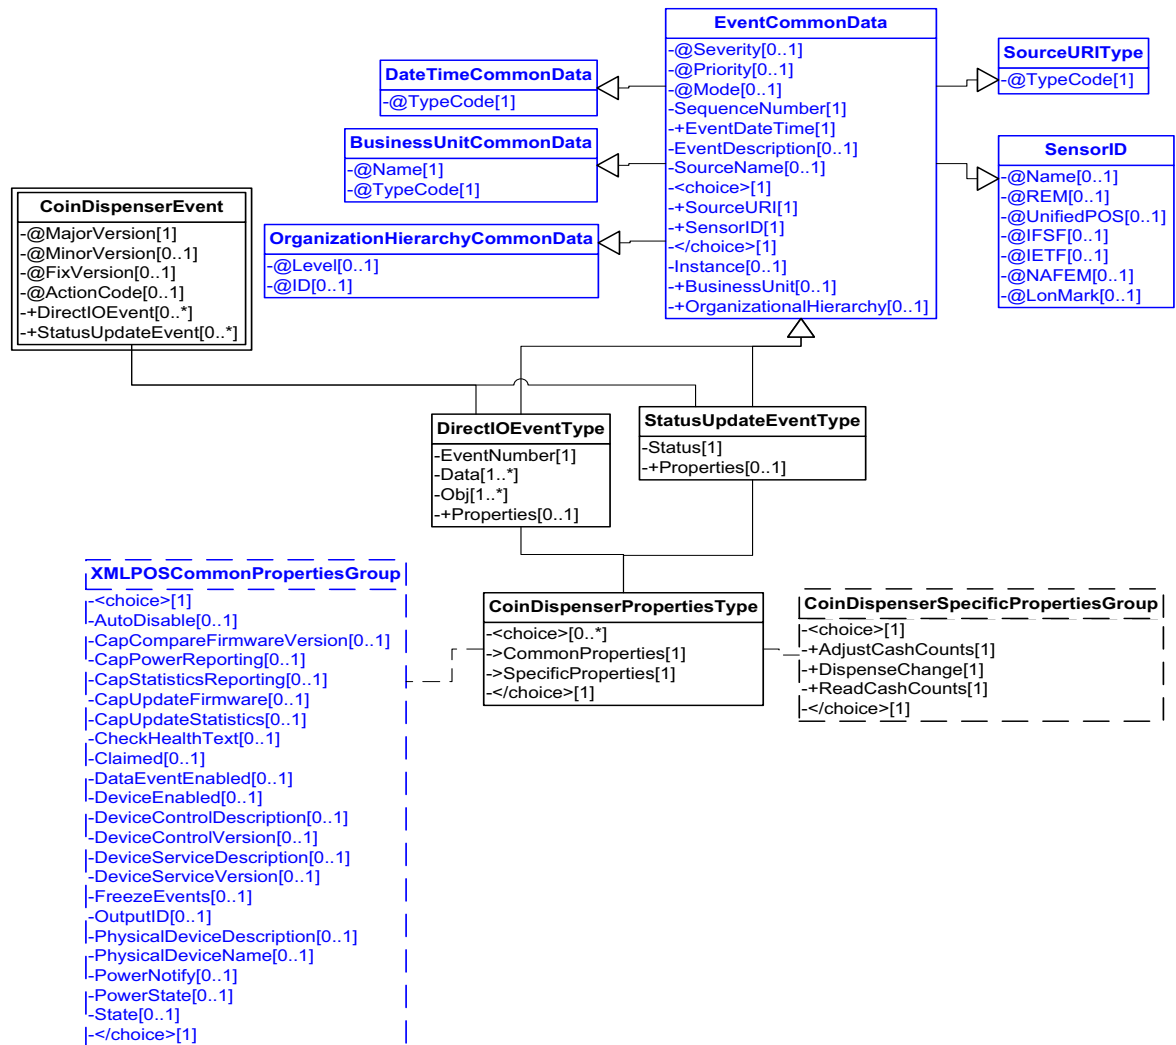 EventCommonData
-@Severity[0..1]
-@Priority[0..1]
-@Mode[0..1]
-SequenceNumber[1]
-+EventDateTime[1]
-EventDescription[0..1]
-SourceName[0..1]
-<choice>[1]
-+SourceURI[1]
-+SensorID[1]
-</choice>[1]
-Instance[0..1]
-+BusinessUnit[0..1]
-+OrganizationalHierarchy[0..1]
SourceURIType
-@TypeCode[1]
DateTimeCommonData
-@TypeCode[1]
BusinessUnitCommonData
-@Name[1]
-@TypeCode[1]
SensorID
-@Name[0..1]
-@REM[0..1]
-@UnifiedPOS[0..1]
-@IFSF[0..1]
-@IETF[0..1]
-@NAFEM[0..1]
-@LonMark[0..1]
CoinDispenserEvent
-@MajorVersion[1]
-@MinorVersion[0..1]
-@FixVersion[0..1]
-@ActionCode[0..1]
-+DirectIOEvent[0..*]
-+StatusUpdateEvent[0..*]
OrganizationHierarchyCommonData
-@Level[0..1]
-@ID[0..1]
DirectIOEventType
-EventNumber[1]
-Data[1..*]
-Obj[1..*]
-+Properties[0..1]
StatusUpdateEventType
-Status[1]
-+Properties[0..1]
XMLPOSCommonPropertiesGroup
-<choice>[1]
-AutoDisable[0..1]
-CapCompareFirmwareVersion[0..1]
-CapPowerReporting[0..1]
-CapStatisticsReporting[0..1]
-CapUpdateFirmware[0..1]
-CapUpdateStatistics[0..1]
-CheckHealthText[0..1]
-Claimed[0..1]
-DataEventEnabled[0..1]
-DeviceEnabled[0..1]
-DeviceControlDescription[0..1]
-DeviceControlVersion[0..1]
-DeviceServiceDescription[0..1]
-DeviceServiceVersion[0..1]
-FreezeEvents[0..1]
-OutputID[0..1]
-PhysicalDeviceDescription[0..1]
-PhysicalDeviceName[0..1]
-PowerNotify[0..1]
-PowerState[0..1]
-State[0..1]
-</choice>[1]
CoinDispenserPropertiesType
-<choice>[0..*]
->CommonProperties[1]
->SpecificProperties[1]
-</choice>[1]
CoinDispenserSpecificPropertiesGroup
-<choice>[1]
-+AdjustCashCounts[1]
-+DispenseChange[1]
-+ReadCashCounts[1]
-</choice>[1]